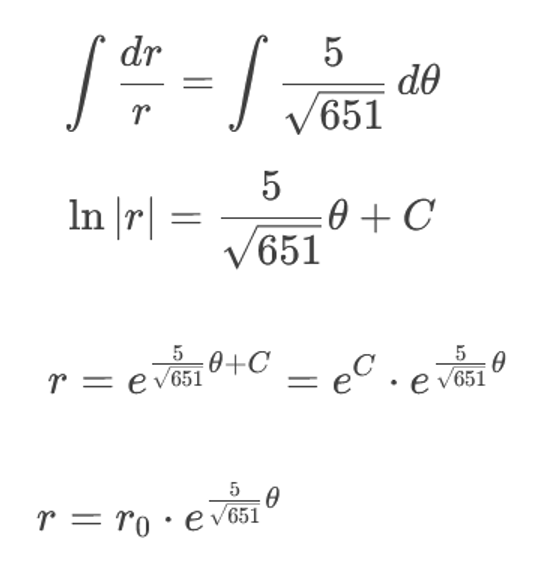 ∫ dr/r = ∫ 5/√651 dθ
ln |r| = 5/√651 θ + C
r = e^(5/√651 θ+C) = e^C · e^(5/√651 θ)
r = r₀ · e^(5/√651 θ)